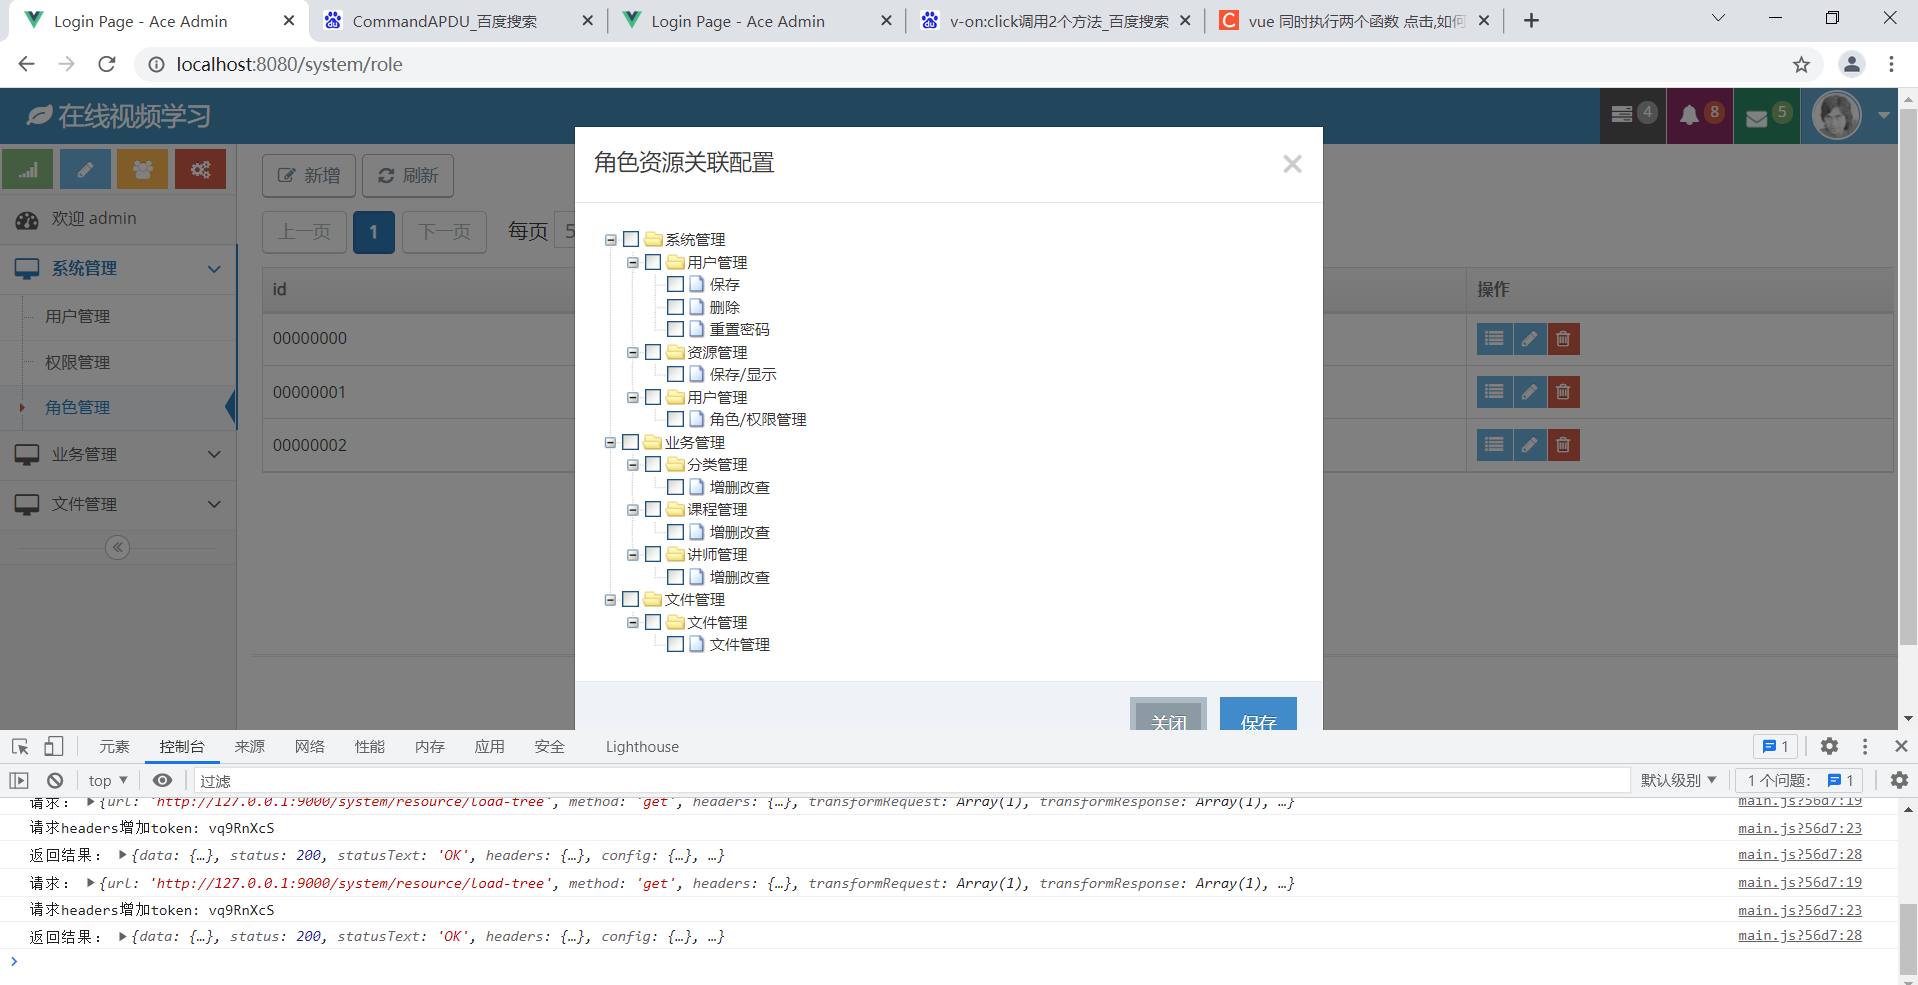 Login Page - Ace Admin
CommandAPDU_百度搜索
Login Page - Ace Admin
v-on:click调用2个方法_百度搜索
vue 同时执行两个函数 点击,如何
localhost:8080/system/role
在线视频学习
4
8
5
欢迎 admin
系统管理
用户管理
权限管理
角色管理
业务管理
文件管理
新增
刷新
上一页
1
下一页
每页
5
id
操作
00000000
00000001
00000002
角色资源关联配置
系统管理
用户管理
保存
删除
重置密码
资源管理
保存/显示
用户管理
角色/权限管理
业务管理
分类管理
增删改查
课程管理
增删改查
讲师管理
增删改查
文件管理
文件管理
文件管理
关闭
保存
元素
控制台
来源
网络
性能
内存
应用
安全
Lighthouse
1
top
过滤
默认级别
1 个问题:
1
请求: {url: 'http://127.0.0.1:9000/system/resource/load-tree', method: 'get', headers: {…}, transformRequest: Array(1), transformResponse: Array(1), …} main.js?56d7:19
请求headers增加token: vq9RnXcS main.js?56d7:23
返回结果: {data: {…}, status: 200, statusText: 'OK', headers: {…}, config: {…}, …} main.js?56d7:28
请求: {url: 'http://127.0.0.1:9000/system/resource/load-tree', method: 'get', headers: {…}, transformRequest: Array(1), transformResponse: Array(1), …} main.js?56d7:19
请求headers增加token: vq9RnXcS main.js?56d7:23
返回结果: {data: {…}, status: 200, statusText: 'OK', headers: {…}, config: {…}, …} main.js?56d7:28